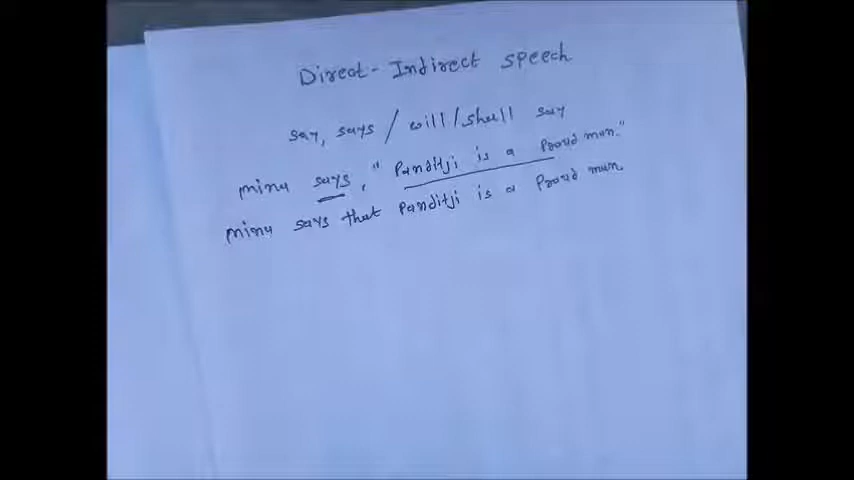 Direct - Indirect speech
say, says / will / shall say
minu says, "Panditji is a Proud man."
minu says that Panditji is a Proud man.